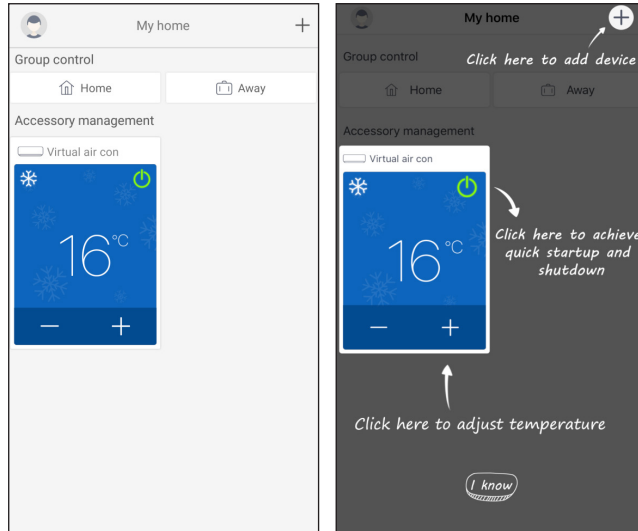 My home
Group control
Home
Away
Accessory management
Virtual air con
16°C
My home
Click here to add device
Group control
Home
Away
Accessory management
Virtual air con
16°C
Click here to achieve
quick startup and
shutdown
Click here to adjust temperature
I know